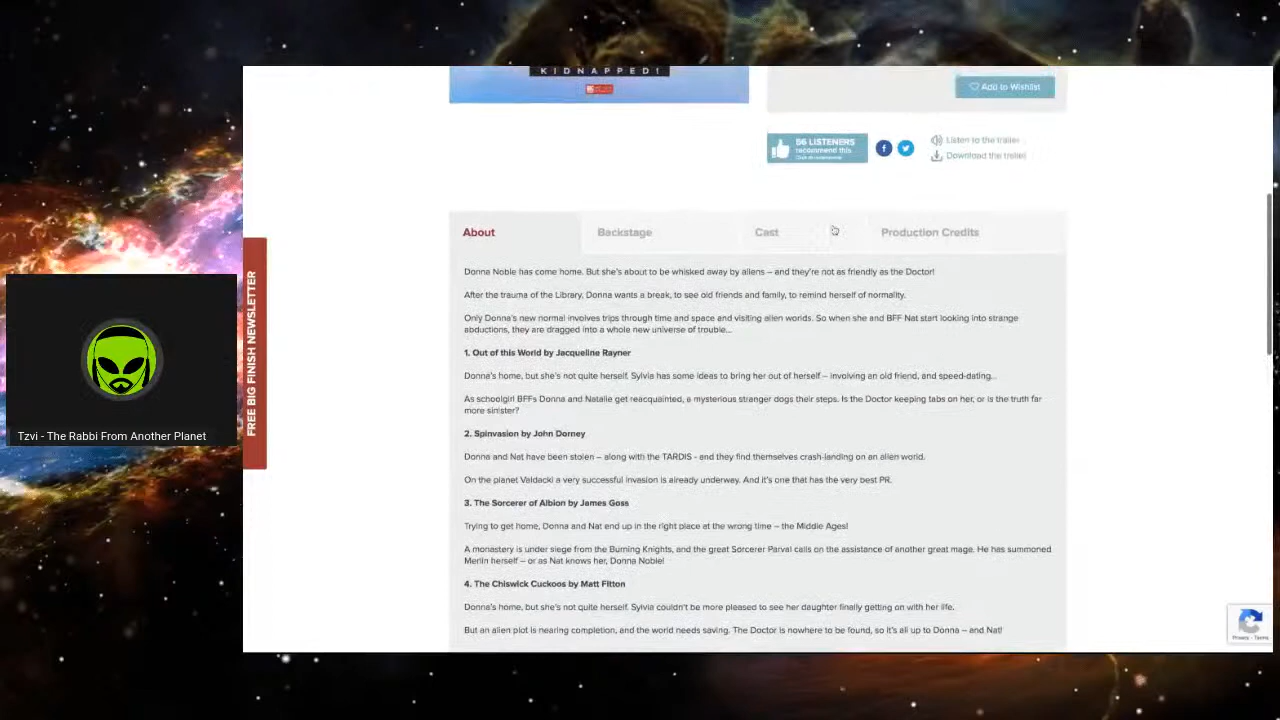 KIDNAPPED!
Add to Wishlist
56 LISTENERS
recommend this
Listen to the trailer
Download the trailer
About
Backstage
Cast
Production Credits
Donna Noble has come home. But she's about to be whisked away by aliens – and they're not as friendly as the Doctor!
After the trauma of the Library, Donna wants a break, to see old friends and family, to remind herself of normality.
Only Donna's new normal involves trips through time and space and visiting alien worlds. So when she and BFF Nat start looking into strange
abductions, they are dragged into a whole new universe of trouble...
1. Out of this World by Jacqueline Rayner
Donna's home, but she's not quite herself. Sylvia has some ideas to bring her out of herself – involving an old friend, and speed-dating...
As schoolgirl BFFs Donna and Natalie get reacquainted, a mysterious stranger dogs their steps. Is the Doctor keeping tabs on her, or is the truth far
more sinister?
2. Spinvasion by John Dorney
Donna and Nat have been stolen – along with the TARDIS - and they find themselves crash-landing on an alien world.
On the planet Valdacki a very successful invasion is already underway. And it's one that has the very best PR.
3. The Sorcerer of Albion by James Goss
Trying to get home, Donna and Nat end up in the right place at the wrong time – the Middle Ages!
A monastery is under siege from the Burning Knights, and the great Sorcerer Parval calls on the assistance of another great mage. He has summoned
Merlin herself – or as Nat knows her, Donna Noble!
4. The Chiswick Cuckoos by Matt Fitton
Donna's home, but she's not quite herself. Sylvia couldn't be more pleased to see her daughter finally getting on with her life.
But an alien plot is nearing completion, and the world needs saving. The Doctor is nowhere to be found, so it's all up to Donna – and Nat!
FREE BIG FINISH NEWSLETTER
Tzvi - The Rabbi From Another Planet
Privacy - Terms